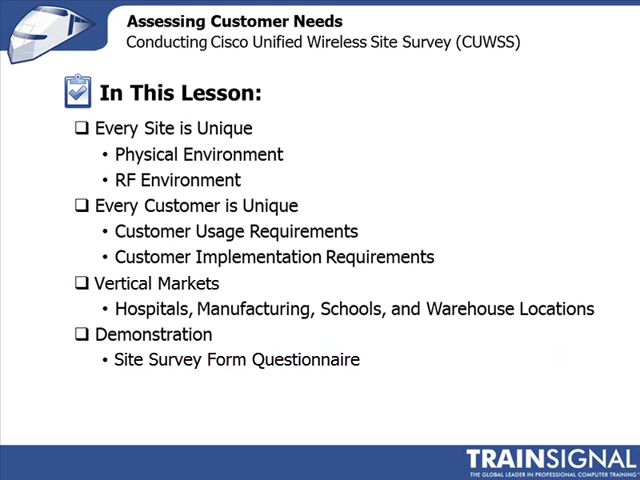 Assessing Customer Needs
Conducting Cisco Unified Wireless Site Survey (CUWSS)
In This Lesson:
Every Site is Unique
• Physical Environment
• RF Environment
Every Customer is Unique
• Customer Usage Requirements
• Customer Implementation Requirements
Vertical Markets
• Hospitals, Manufacturing, Schools, and Warehouse Locations
Demonstration
• Site Survey Form Questionnaire
TRAINSIGNAL
THE GLOBAL LEADER IN PROFESSIONAL COMPUTER TRAINING